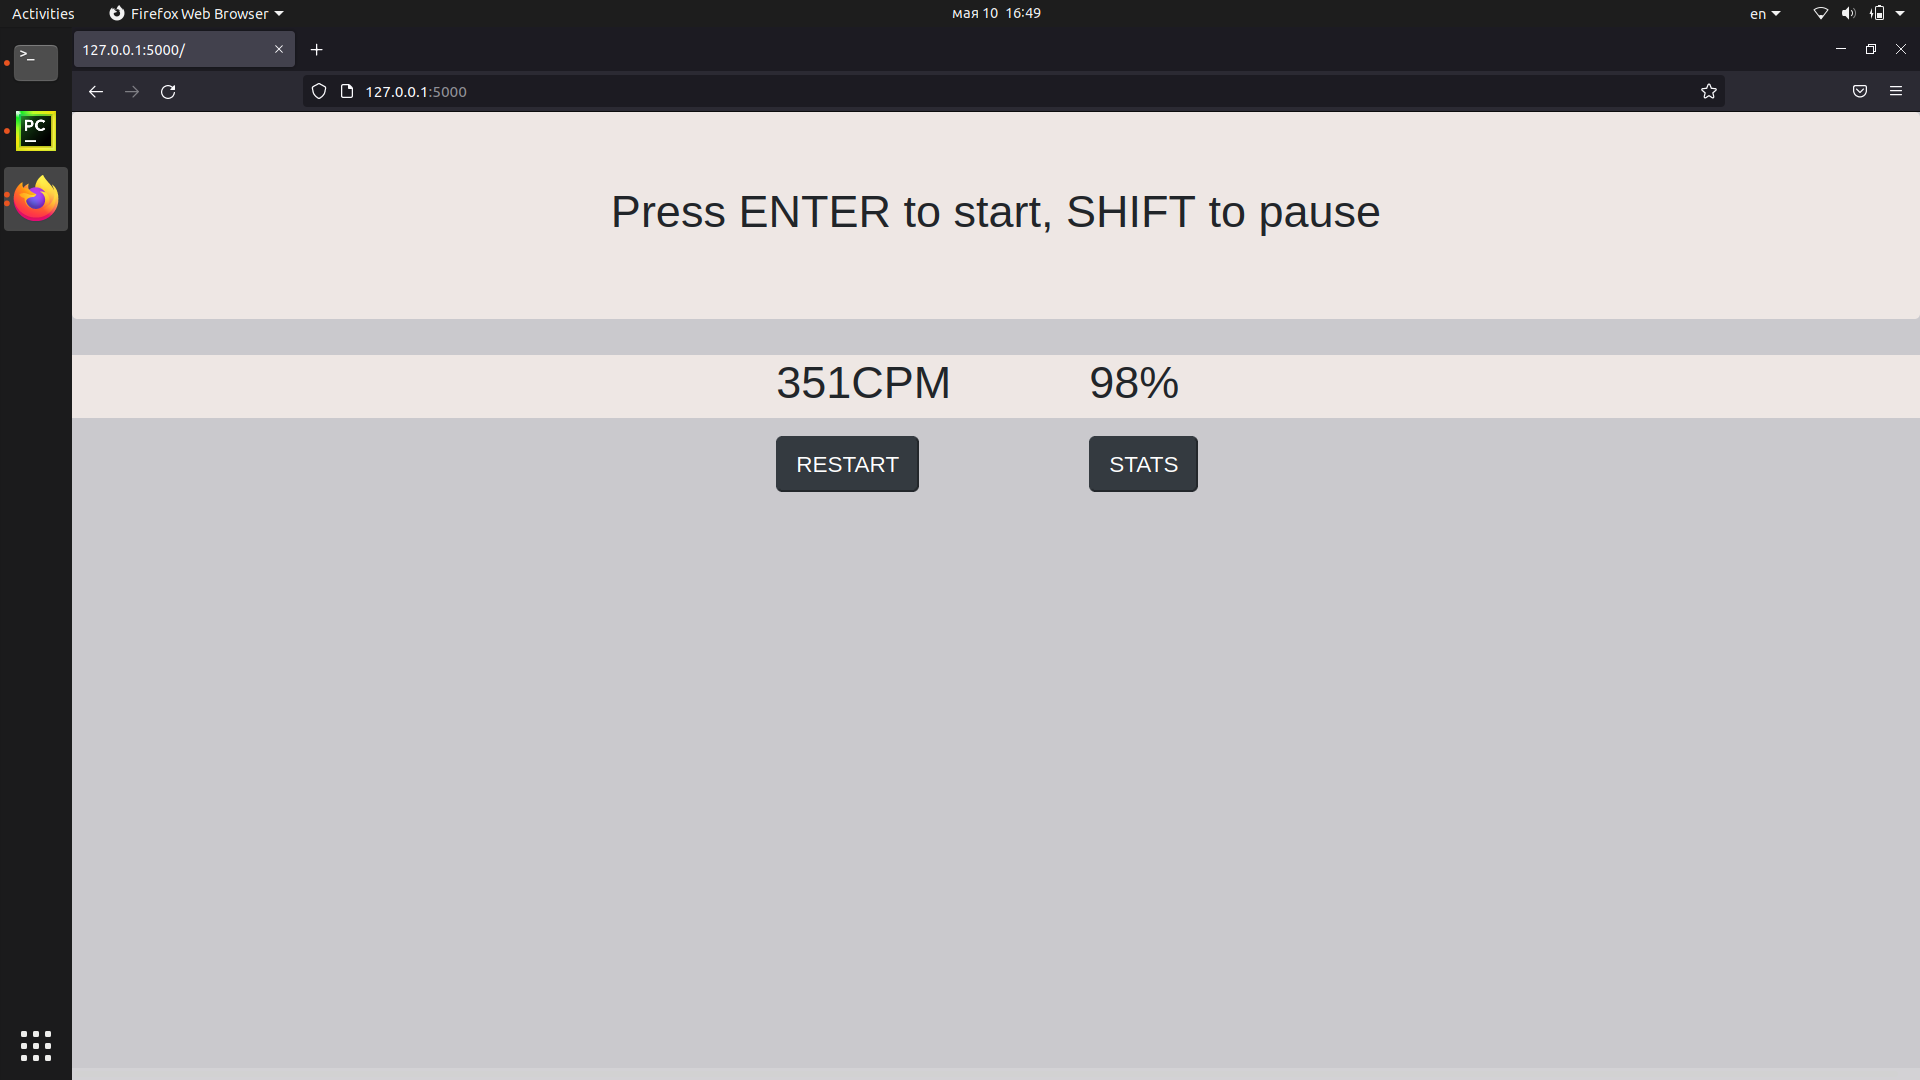 Activities
Firefox Web Browser
мая 10 16:49
en
127.0.0.1:5000/
127.0.0.1:5000
>_
PC
Press ENTER to start, SHIFT to pause
351CPM
98%
RESTART
STATS